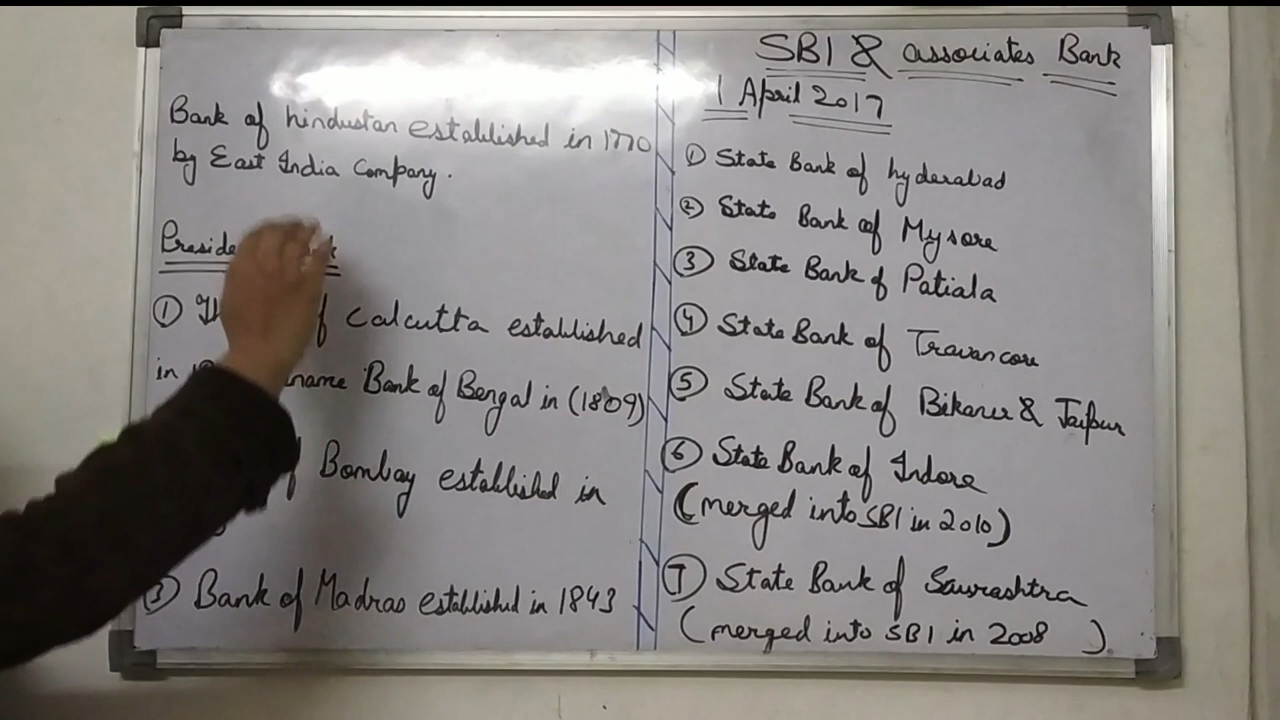 Bank of hindustan established in 1770
by East India Company.
① of Calcutta established
in name Bank of Bengal in (1809)
of Bombay established in
③ Bank of Madras established in 1843
SBI & associates Bank
1 April 2017
① State Bank of hyderabad
② State Bank of Mysore
③ State Bank of Patiala
④ State Bank of Travancore
⑤ State Bank of Bikaner & Jaipur
⑥ State Bank of Indore
(merged into SBI in 2010)
⑦ State Bank of Saurashtra
(merged into SBI in 2008 )